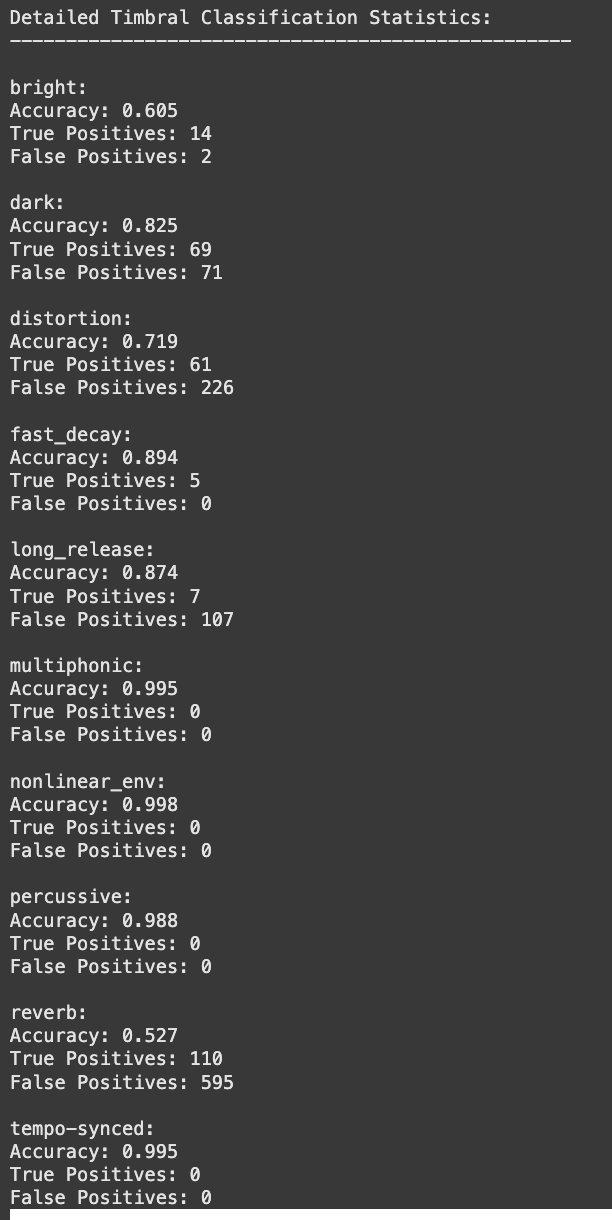 Detailed Timbral Classification Statistics:
--------------------------------------------------
bright:
Accuracy: 0.605
True Positives: 14
False Positives: 2
dark:
Accuracy: 0.825
True Positives: 69
False Positives: 71
distortion:
Accuracy: 0.719
True Positives: 61
False Positives: 226
fast_decay:
Accuracy: 0.894
True Positives: 5
False Positives: 0
long_release:
Accuracy: 0.874
True Positives: 7
False Positives: 107
multiphonic:
Accuracy: 0.995
True Positives: 0
False Positives: 0
nonlinear_env:
Accuracy: 0.998
True Positives: 0
False Positives: 0
percussive:
Accuracy: 0.988
True Positives: 0
False Positives: 0
reverb:
Accuracy: 0.527
True Positives: 110
False Positives: 595
tempo-synced:
Accuracy: 0.995
True Positives: 0
False Positives: 0